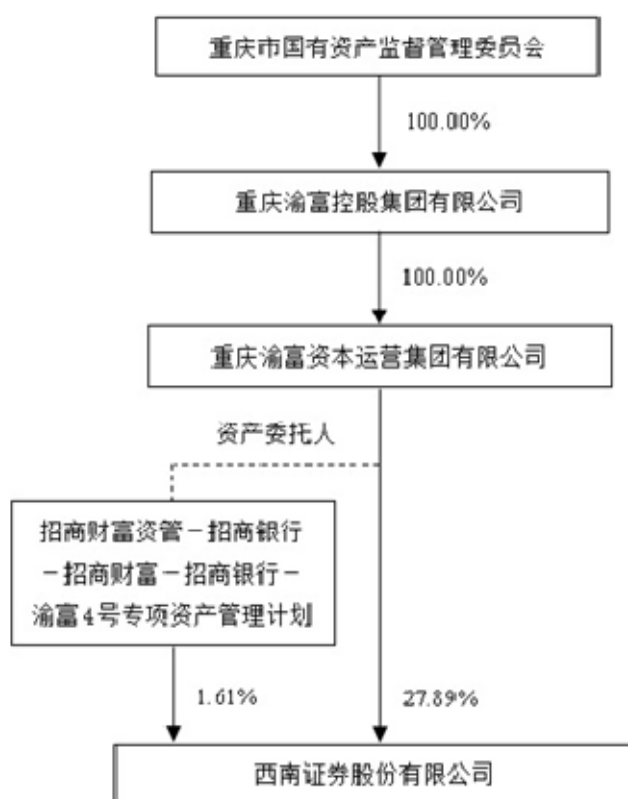 重庆市国有资产监督管理委员会
100.00%
重庆渝富控股集团有限公司
100.00%
重庆渝富资本运营集团有限公司
资产委托人
招商财富资管－招商银行
－招商财富－招商银行－
渝富4号专项资产管理计划
1.61%
27.89%
西南证券股份有限公司